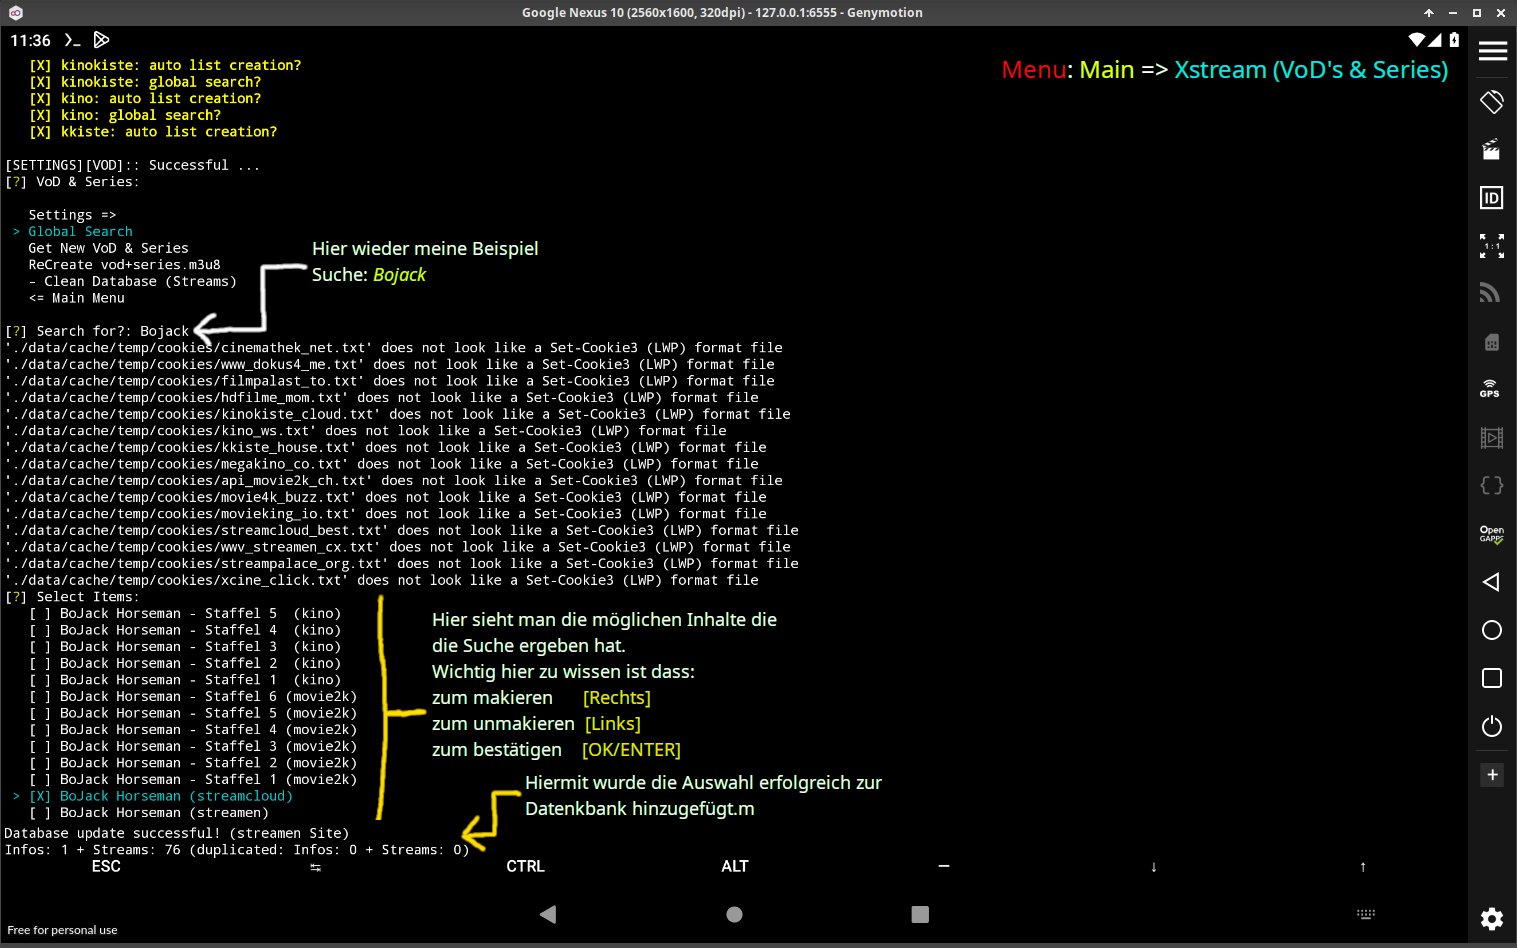 Google Nexus 10 (2560x1600, 320dpi) - 127.0.0.1:6555 - Genymotion
11:36
Menu: Main => Xstream (VoD's & Series)
[X] kinokiste: auto list creation?
[X] kinokiste: global search?
[X] kino: auto list creation?
[X] kino: global search?
[X] kkiste: auto list creation?
[SETTINGS][VOD]:: Successful ...
[?] VoD & Series:
Settings =>
> Global Search
Get New VoD & Series
ReCreate vod+series.m3u8
- Clean Database (Streams)
<= Main Menu
Hier wieder meine Beispiel
Suche: Bojack
[?] Search for?: Bojack
'./data/cache/temp/cookies/cinemathek_net.txt' does not look like a Set-Cookie3 (LWP) format file
'./data/cache/temp/cookies/www_dokus4_me.txt' does not look like a Set-Cookie3 (LWP) format file
'./data/cache/temp/cookies/filmpalast_to.txt' does not look like a Set-Cookie3 (LWP) format file
'./data/cache/temp/cookies/hdfilme_mom.txt' does not look like a Set-Cookie3 (LWP) format file
'./data/cache/temp/cookies/kinokiste_cloud.txt' does not look like a Set-Cookie3 (LWP) format file
'./data/cache/temp/cookies/kino_ws.txt' does not look like a Set-Cookie3 (LWP) format file
'./data/cache/temp/cookies/kkiste_house.txt' does not look like a Set-Cookie3 (LWP) format file
'./data/cache/temp/cookies/megakino_co.txt' does not look like a Set-Cookie3 (LWP) format file
'./data/cache/temp/cookies/api_movie2k_ch.txt' does not look like a Set-Cookie3 (LWP) format file
'./data/cache/temp/cookies/movie4k_buzz.txt' does not look like a Set-Cookie3 (LWP) format file
'./data/cache/temp/cookies/movieking_io.txt' does not look like a Set-Cookie3 (LWP) format file
'./data/cache/temp/cookies/streamcloud_best.txt' does not look like a Set-Cookie3 (LWP) format file
'./data/cache/temp/cookies/wwv_streamen_cx.txt' does not look like a Set-Cookie3 (LWP) format file
'./data/cache/temp/cookies/streampalace_org.txt' does not look like a Set-Cookie3 (LWP) format file
'./data/cache/temp/cookies/xcine_click.txt' does not look like a Set-Cookie3 (LWP) format file
[?] Select Items:
[ ] BoJack Horseman - Staffel 5 (kino)
[ ] BoJack Horseman - Staffel 4 (kino)
[ ] BoJack Horseman - Staffel 3 (kino)
[ ] BoJack Horseman - Staffel 2 (kino)
[ ] BoJack Horseman - Staffel 1 (kino)
[ ] BoJack Horseman - Staffel 6 (movie2k)
[ ] BoJack Horseman - Staffel 5 (movie2k)
[ ] BoJack Horseman - Staffel 4 (movie2k)
[ ] BoJack Horseman - Staffel 3 (movie2k)
[ ] BoJack Horseman - Staffel 2 (movie2k)
[ ] BoJack Horseman - Staffel 1 (movie2k)
> [X] BoJack Horseman (streamcloud)
[ ] BoJack Horseman (streamen)
Hier sieht man die möglichen Inhalte die
die Suche ergeben hat.
Wichtig hier zu wissen ist dass:
zum makieren [Rechts]
zum unmakieren [Links]
zum bestätigen [OK/ENTER]
Hiermit wurde die Auswahl erfolgreich zur
Datenkbank hinzugefügt.m
Database update successful! (streamen Site)
Infos: 1 + Streams: 76 (duplicated: Infos: 0 + Streams: 0)
ESC ↹ CTRL ALT — ↓ ↑
Free for personal use
ID
1:1
GPS
Open
GAPPS